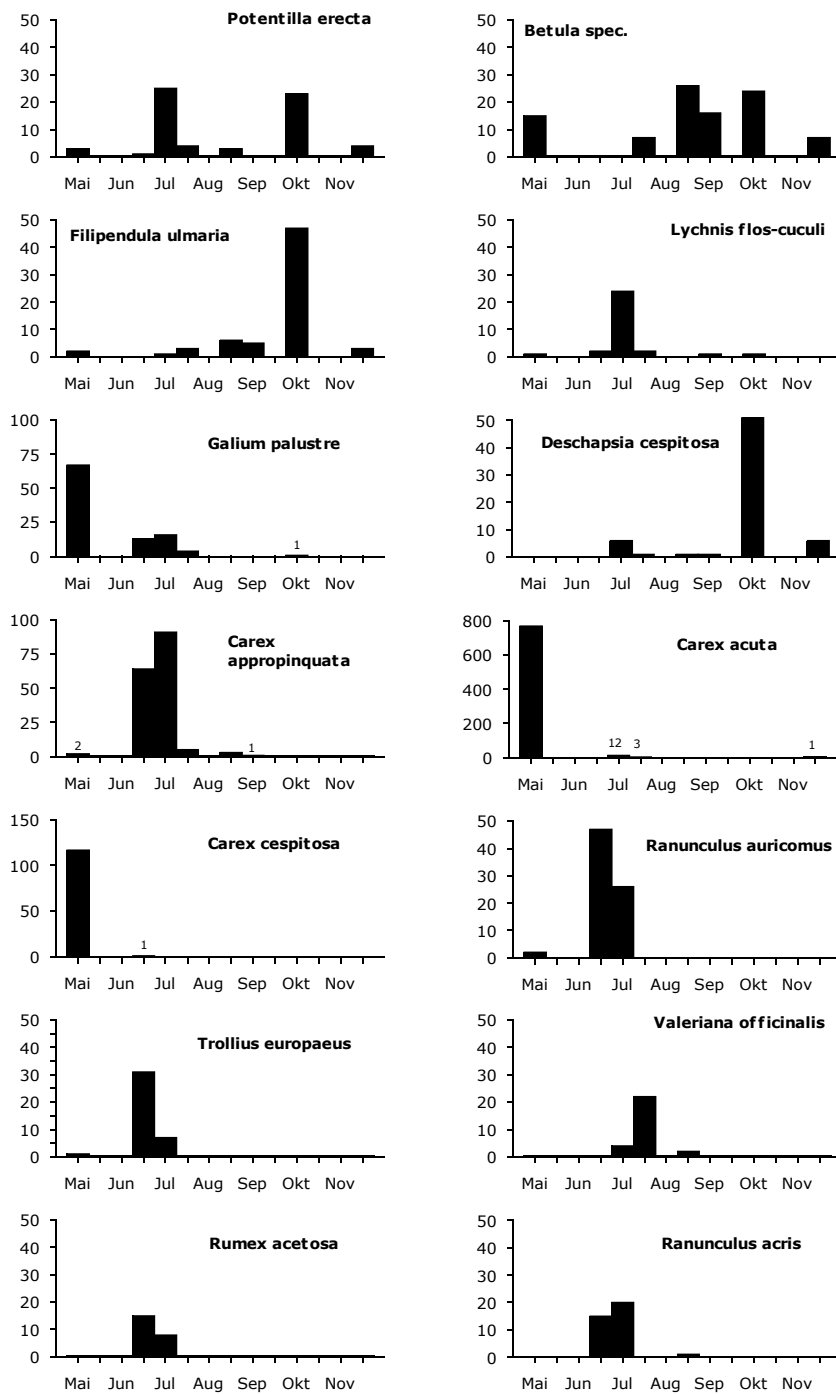 Potentilla erecta
50
40
30
20
10
0
Mai Jun Jul Aug Sep Okt Nov
Betula spec.
50
40
30
20
10
0
Mai Jun Jul Aug Sep Okt Nov
Filipendula ulmaria
50
40
30
20
10
0
Mai Jun Jul Aug Sep Okt Nov
Lychnis flos-cuculi
50
40
30
20
10
0
Mai Jun Jul Aug Sep Okt Nov
Galium palustre
100
75
50
25
0
1
Mai Jun Jul Aug Sep Okt Nov
Deschapsia cespitosa
50
40
30
20
10
0
Mai Jun Jul Aug Sep Okt Nov
Carex
appropinquata
100
75
50
25
0
2
1
Mai Jun Jul Aug Sep Okt Nov
Carex acuta
800
600
400
200
0
12 3
1
Mai Jun Jul Aug Sep Okt Nov
Carex cespitosa
150
100
50
0
1
Mai Jun Jul Aug Sep Okt Nov
Ranunculus auricomus
50
40
30
20
10
0
Mai Jun Jul Aug Sep Okt Nov
Trollius europaeus
50
40
30
20
10
0
Mai Jun Jul Aug Sep Okt Nov
Valeriana officinalis
50
40
30
20
10
0
Mai Jun Jul Aug Sep Okt Nov
Rumex acetosa
50
40
30
20
10
0
Mai Jun Jul Aug Sep Okt Nov
Ranunculus acris
50
40
30
20
10
0
Mai Jun Jul Aug Sep Okt Nov